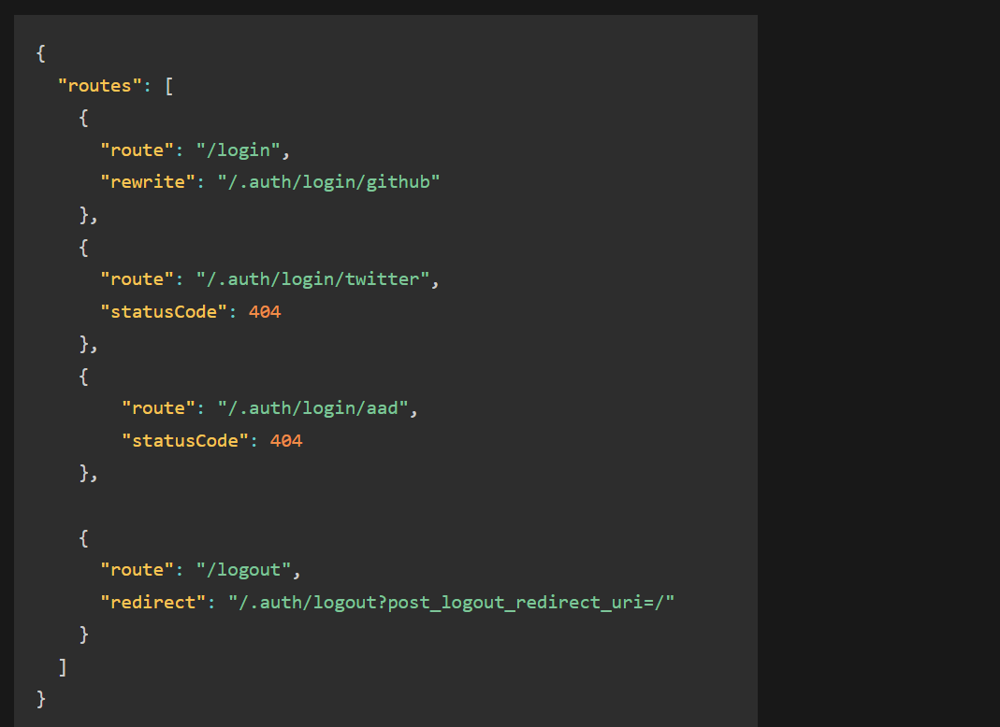 {
  "routes": [
    {
      "route": "/login",
      "rewrite": "/.auth/login/github"
    },
    {
      "route": "/.auth/login/twitter",
      "statusCode": 404
    },
    {
        "route": "/.auth/login/aad",
        "statusCode": 404
    },

    {
      "route": "/logout",
      "redirect": "/.auth/logout?post_logout_redirect_uri=/"
    }
  ]
}